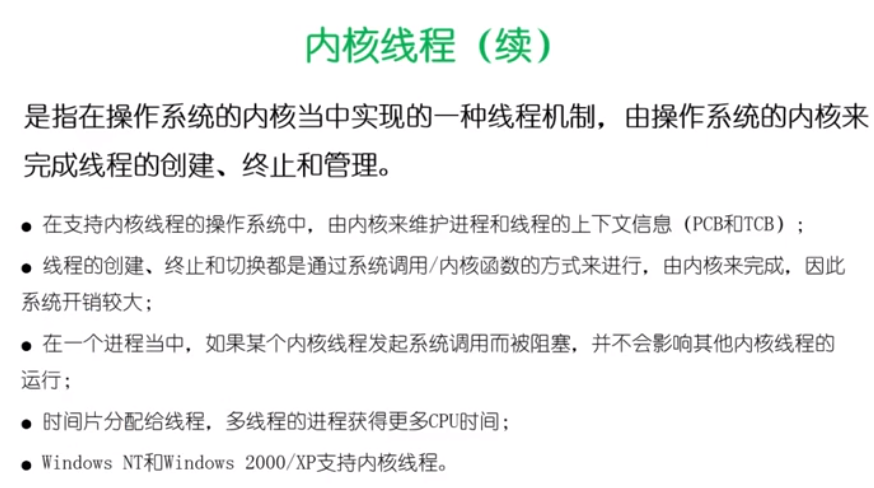 内核线程（续）
是指在操作系统的内核当中实现的一种线程机制，由操作系统的内核来
完成线程的创建、终止和管理。
● 在支持内核线程的操作系统中，由内核来维护进程和线程的上下文信息（PCB和TCB）；
● 线程的创建、终止和切换都是通过系统调用/内核函数的方式来进行，由内核来完成，因此
系统开销较大；
● 在一个进程当中，如果某个内核线程发起系统调用而被阻塞，并不会影响其他内核线程的
运行；
● 时间片分配给线程，多线程的进程获得更多CPU时间；
● Windows NT和Windows 2000/XP支持内核线程。